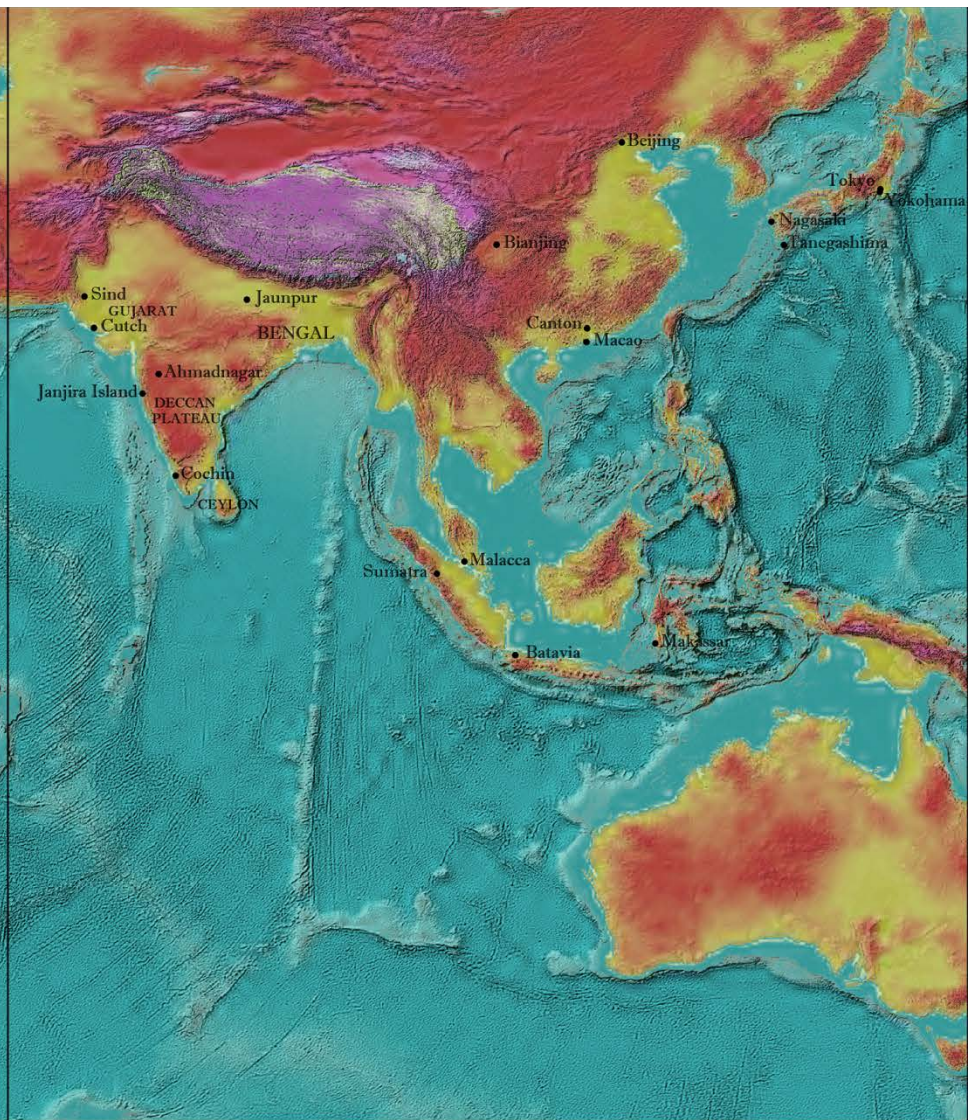 Beijing
Tokyo
Yokohama
Nagasaki
Bianjing
Tanegashima
Sind
Jaunpur
GUJARAT
Cutch
BENGAL
Canton
Macao
Ahmadnagar
Janjira Island
DECCAN
PLATEAU
Cochin
CEYLON
Malacca
Sumatra
Makassar
Batavia